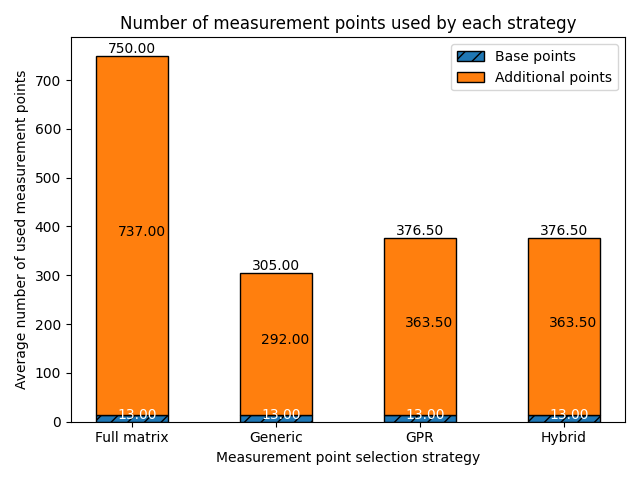 Number of measurement points used by each strategy
Base points
Additional points
Average number of used measurement points
700
600
500
400
300
200
100
0
750.00
737.00
13.00
305.00
292.00
13.00
376.50
363.50
13.00
376.50
363.50
13.00
Full matrix
Generic
GPR
Hybrid
Measurement point selection strategy